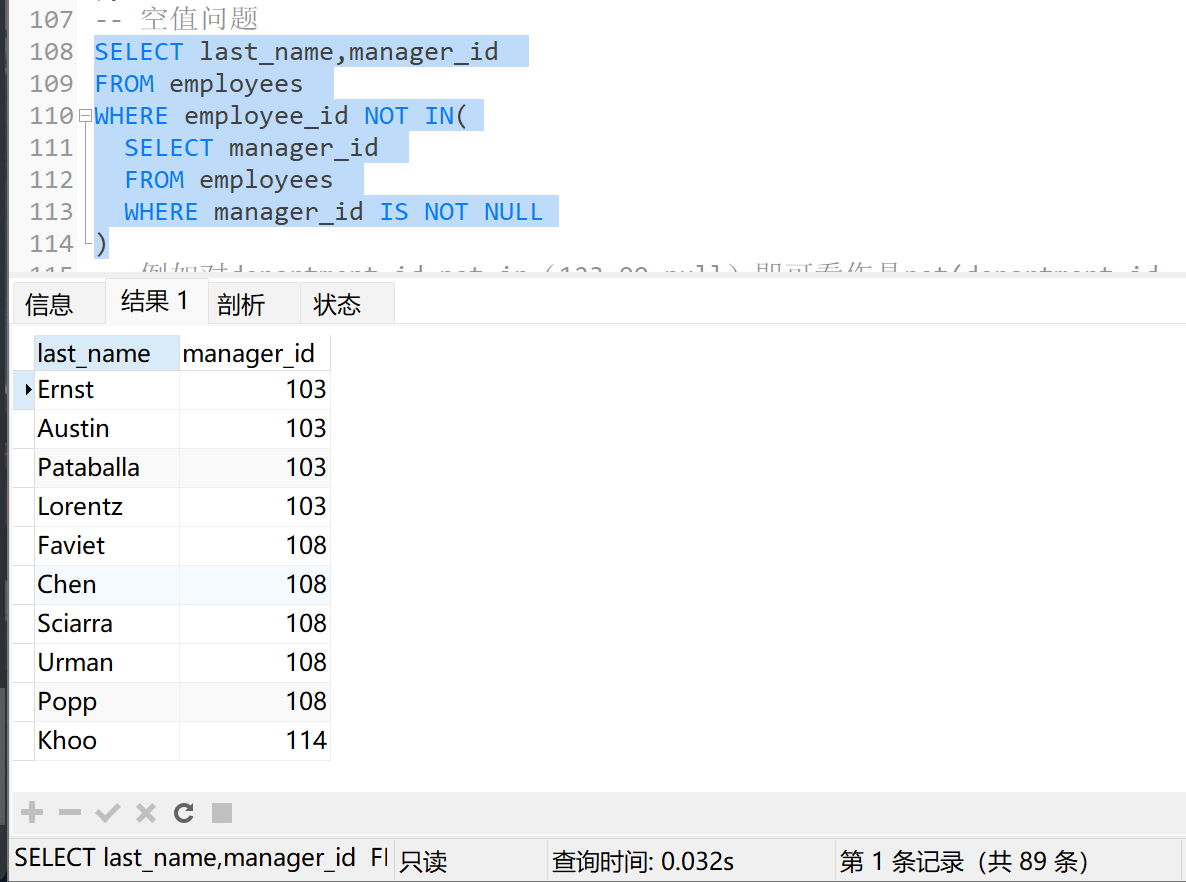 107 -- 空值问题
108 SELECT last_name,manager_id
109 FROM employees
110 WHERE employee_id NOT IN(
111 SELECT manager_id
112 FROM employees
113 WHERE manager_id IS NOT NULL
114 )
信息 结果 1 剖析 状态
last_name manager_id
Ernst 103
Austin 103
Pataballa 103
Lorentz 103
Faviet 108
Chen 108
Sciarra 108
Urman 108
Popp 108
Khoo 114
SELECT last_name,manager_id 只读 查询时间: 0.032s 第 1 条记录 (共 89 条)